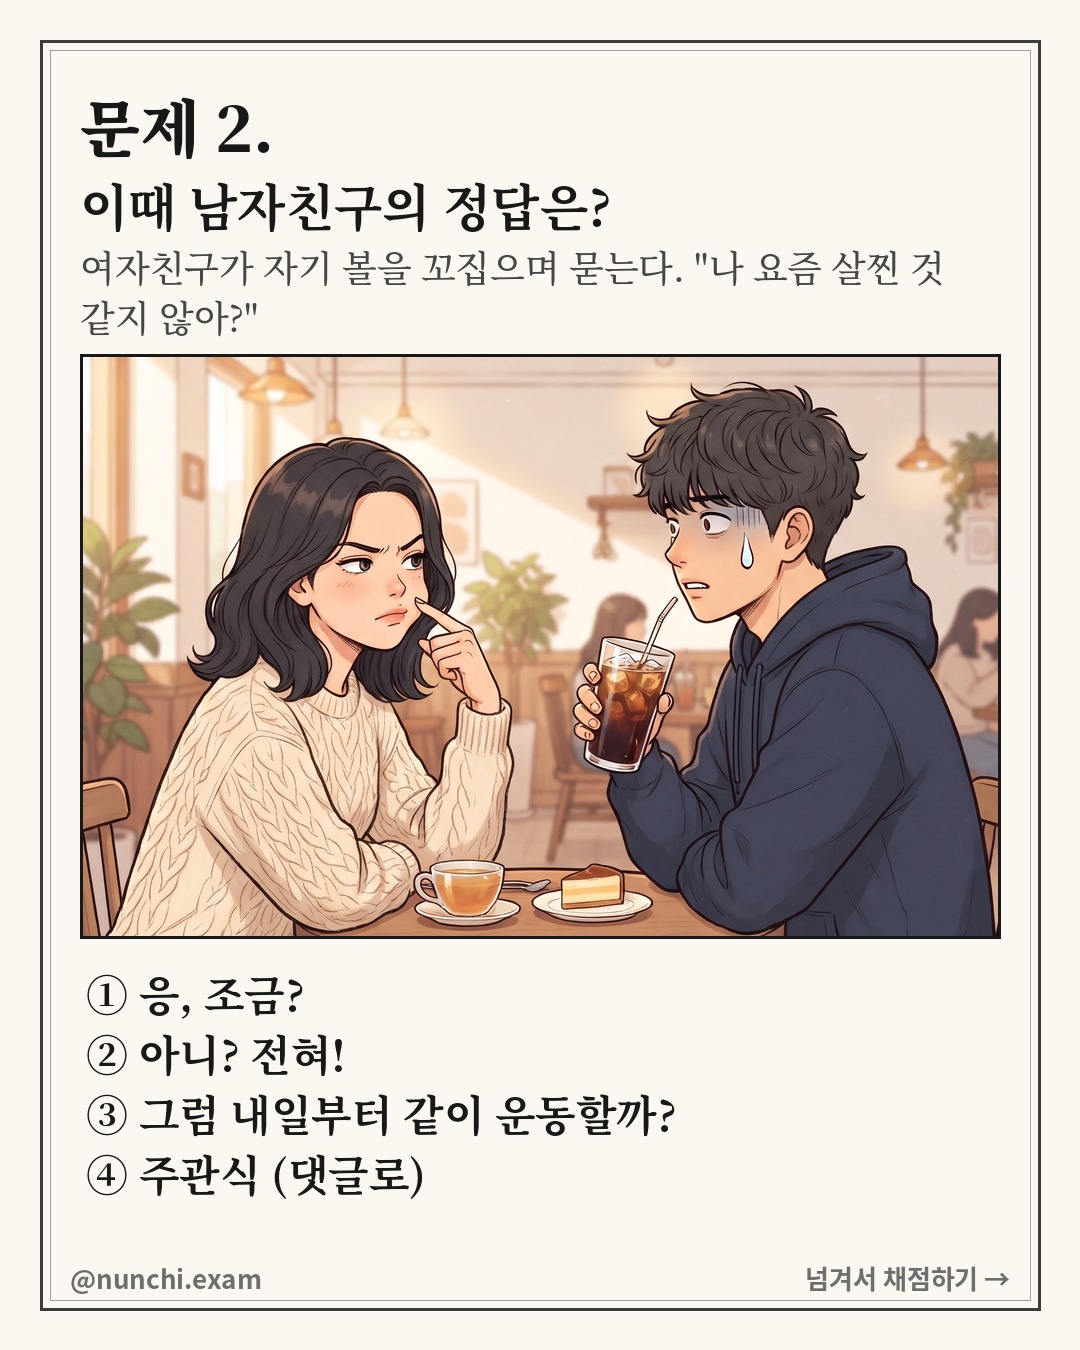 문제 2.
이때 남자친구의 정답은?
여자친구가 자기 볼을 꼬집으며 묻는다. "나 요즘 살찐 것
같지 않아?"
① 응, 조금?
② 아니? 전혀!
③ 그럼 내일부터 같이 운동할까?
④ 주관식 (댓글로)
@nunchi.exam
넘겨서 채점하기 →